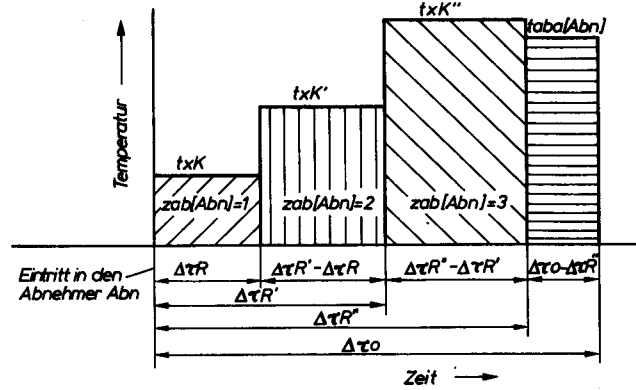 txK"
taba[Abn]
txK'
txK
Temperatur
zab[Abn]=1
zab[Abn]=2
zab[Abn]=3
Eintritt in den
Abnehmer Abn
ΔτR
ΔτR'-ΔτR
ΔτR"-ΔτR'
Δτo-ΔτR"
ΔτR'
ΔτR"
Δτo
Zeit